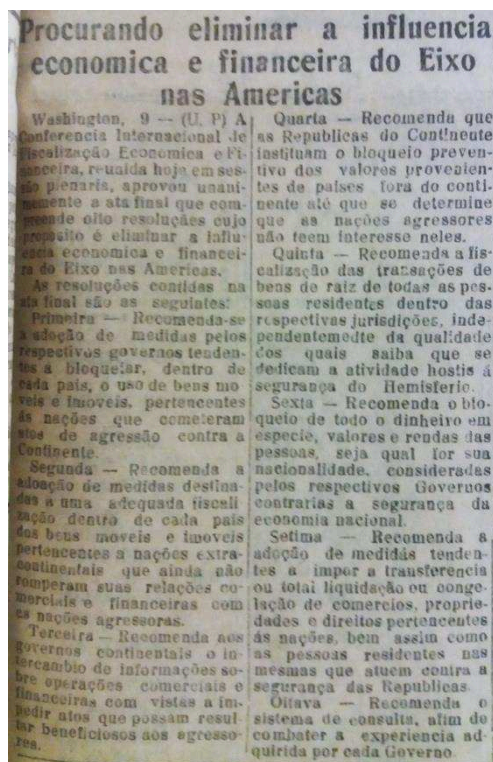 Procurando eliminar a influencia
economica e financeira do Eixo
nas Americas
Washington, 9 — (U. P) A
Conferencia Internacional de
Fiscalização Economica e Fi-
nanceira, reunida hoje em ses-
são plenaria, aprovou unani-
memente a ata final que com-
preende oito resoluções cujo
proposito é eliminar a influ-
encia economica e financei-
ra do Eixo nas Americas.
As resoluções contidas na
ata final são as seguintes:
Primeira — Recomenda-se
a adoção de medidas pelos
respectivos governos tenden-
tes a bloquear, dentro de
cada pais, o uso de bens mo
veis e imoveis, pertencentes
ás nações que cometeram
atos de agressão contra a
Continente.
Segunda — Recomenda a
adoação de medidas destina-
das a uma adequada fiscali
zação dentro de cada pais
dos bens moveis e imoveis
pertencentes a nações extra-
continentais que ainda não
romperam suas relações co-
merciais e financeiras com
as nações agressoras.
Terceira — Recomenda aos
governos continentais o in-
tercambio de informações so-
bre operações comerciais e
financeiras com vistas a im-
pedir atos que possam resul-
tar beneficiosos aos agresso-
res.
Quarta — Recomenda que
as Republicas do Continente
instituam o bloqueio preven-
tivo dos valores provenien-
tes de países fora do conti-
nente até que se determine
que as nações agressores
não teem interesse neles.
Quinta — Recomenda a fis-
calização das transações de
bens de raiz de todas as pes-
soas residentes dentro das
respectivas jurisdições, inde-
pendentemedte da qualidade
dos quais saiba que se
dedicam a atividade hostis á
segurança do Hemisferie.
Sexta — Recomenda o blo-
queio de todo o dinheiro em
especie, valores e rendas das
pessoas, seja qual for sua
nacionalidade, consideradas
pelos respectivos Governos
contrarias a segurança da
economia nacional.
Setima — Recomenda a
adoção de medidás tenden-
tes a impor a transferencia
ou total liquidação ou conge-
lação de comercios, proprie-
dades e direitos pertencentes
ás nações, bem assim como
as pessoas residentes nas
mesmas que atuem contra a
segurança das Republicas.
Oitava — Recomenda o
sistema de consulta, afim de
combater a experiencia ad-
quirida por cada Governo.